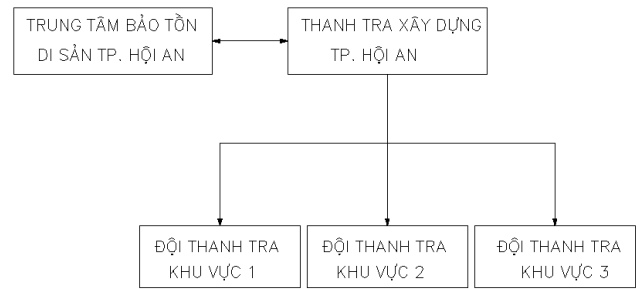 TRUNG TÂM BẢO TỒN
DI SẢN TP. HỘI AN
THANH TRA XÂY DỰNG
TP. HỘI AN
ĐỘI THANH TRA
KHU VỰC 1
ĐỘI THANH TRA
KHU VỰC 2
ĐỘI THANH TRA
KHU VỰC 3